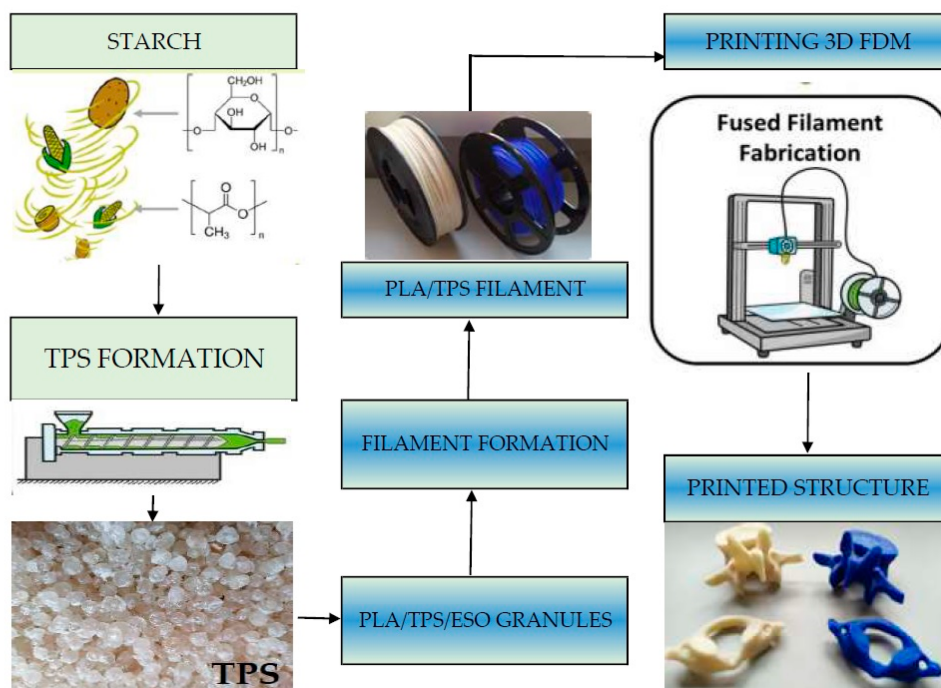 STARCH
CH₂OH
O
OH
OH
O
O
n
O
O
CH₃
n
TPS FORMATION
TPS
PLA/TPS/ESO GRANULES
FILAMENT FORMATION
PLA/TPS FILAMENT
PRINTING 3D FDM
Fused Filament
Fabrication
PRINTED STRUCTURE